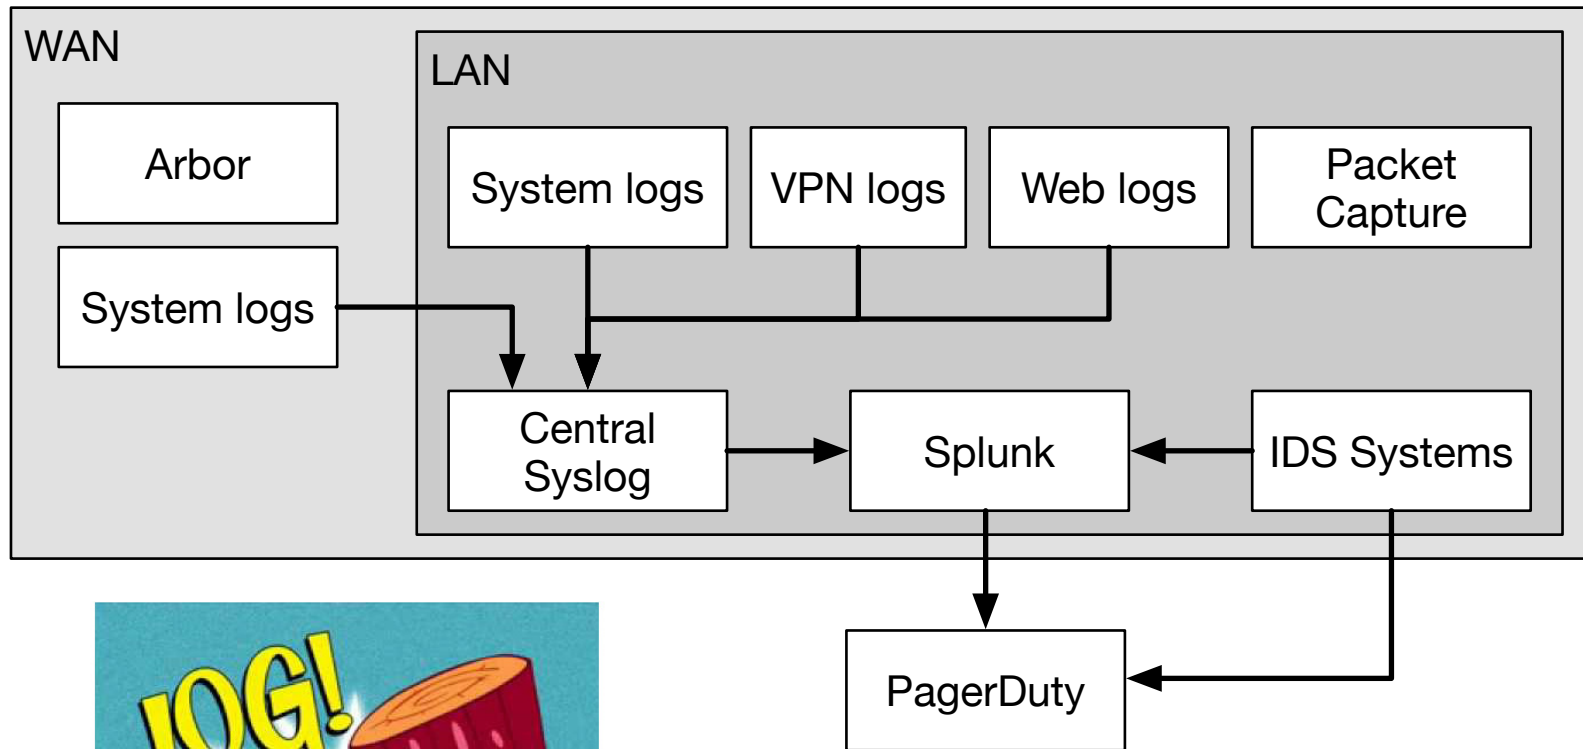 WAN
LAN
Arbor
System logs
System logs
VPN logs
Web logs
Packet
Capture
Central
Syslog
Splunk
IDS Systems
PagerDuty